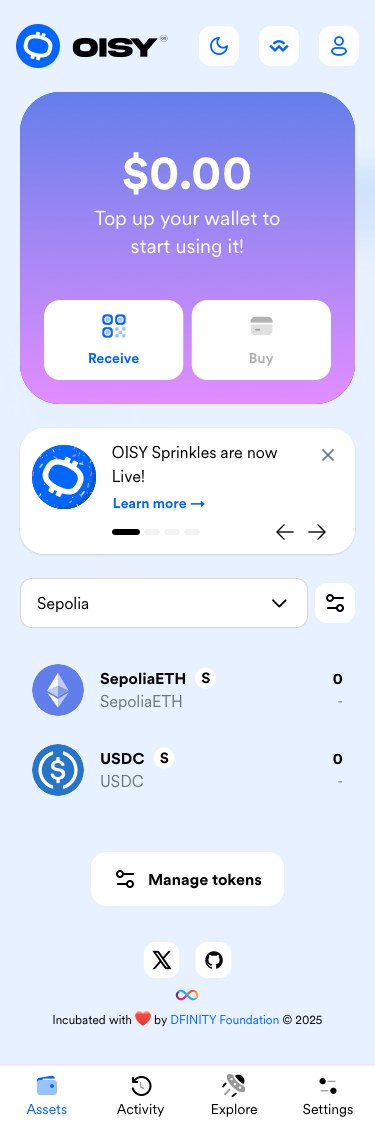 OISY
$0.00
Top up your wallet to
start using it!
Receive
Buy
OISY Sprinkles are now
Live!
Learn more →
Sepolia
SepoliaETH S 0
SepoliaETH -
USDC S 0
USDC -
Manage tokens
Incubated with ❤️ by DFINITY Foundation © 2025
Assets
Activity
Explore
Settings